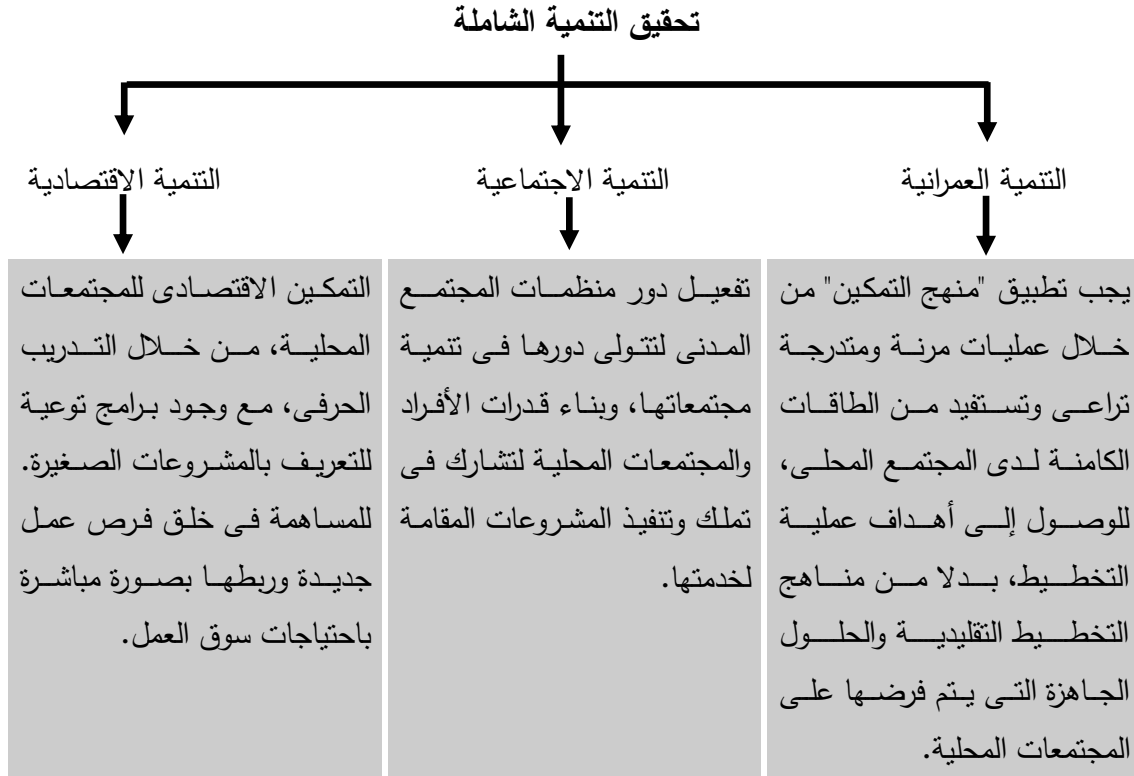 تحقيق التنمية الشاملة
التنمية العمرانية
التنمية الاجتماعية
التنمية الاقتصادية
يجب تطبيق "منهج التمكين" من
خلال عمليات مرنة ومتدرجة
تراعى وتستفيد من الطاقات
الكامنة لدى المجتمع المحلى،
للوصول إلى أهداف عملية
التخطيط، بدلا من مناهج
التخطيط التقليدية والحلول
الجاهزة التى يتم فرضها على
المجتمعات المحلية.
تفعيل دور منظمات المجتمع
المدنى لتتولى دورها فى تنمية
مجتمعاتها، وبناء قدرات الأفراد
والمجتمعات المحلية لتشارك فى
تملك وتنفيذ المشروعات المقامة
لخدمتها.
التمكين الاقتصادى للمجتمعات
المحلية، من خلال التدريب
الحرفى، مع وجود برامج توعية
للتعريف بالمشروعات الصغيرة.
للمساهمة فى خلق فرص عمل
جديدة وربطها بصورة مباشرة
باحتياجات سوق العمل.